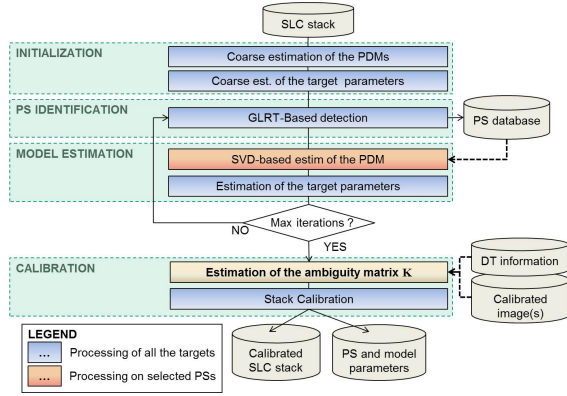 SLC stack
INITIALIZATION
Coarse estimation of the PDMs
Coarse est. of the target parameters
PS IDENTIFICATION
GLRT-Based detection
PS database
MODEL ESTIMATION
SVD-based estim of the PDM
Estimation of the target parameters
Max iterations ?
NO
YES
DT information
CALIBRATION
Estimation of the ambiguity matrix K
Calibrated
image(s)
Stack Calibration
LEGEND
... Processing of all the targets
... Processing on selected PSs
Calibrated
SLC stack
PS and model
parameters